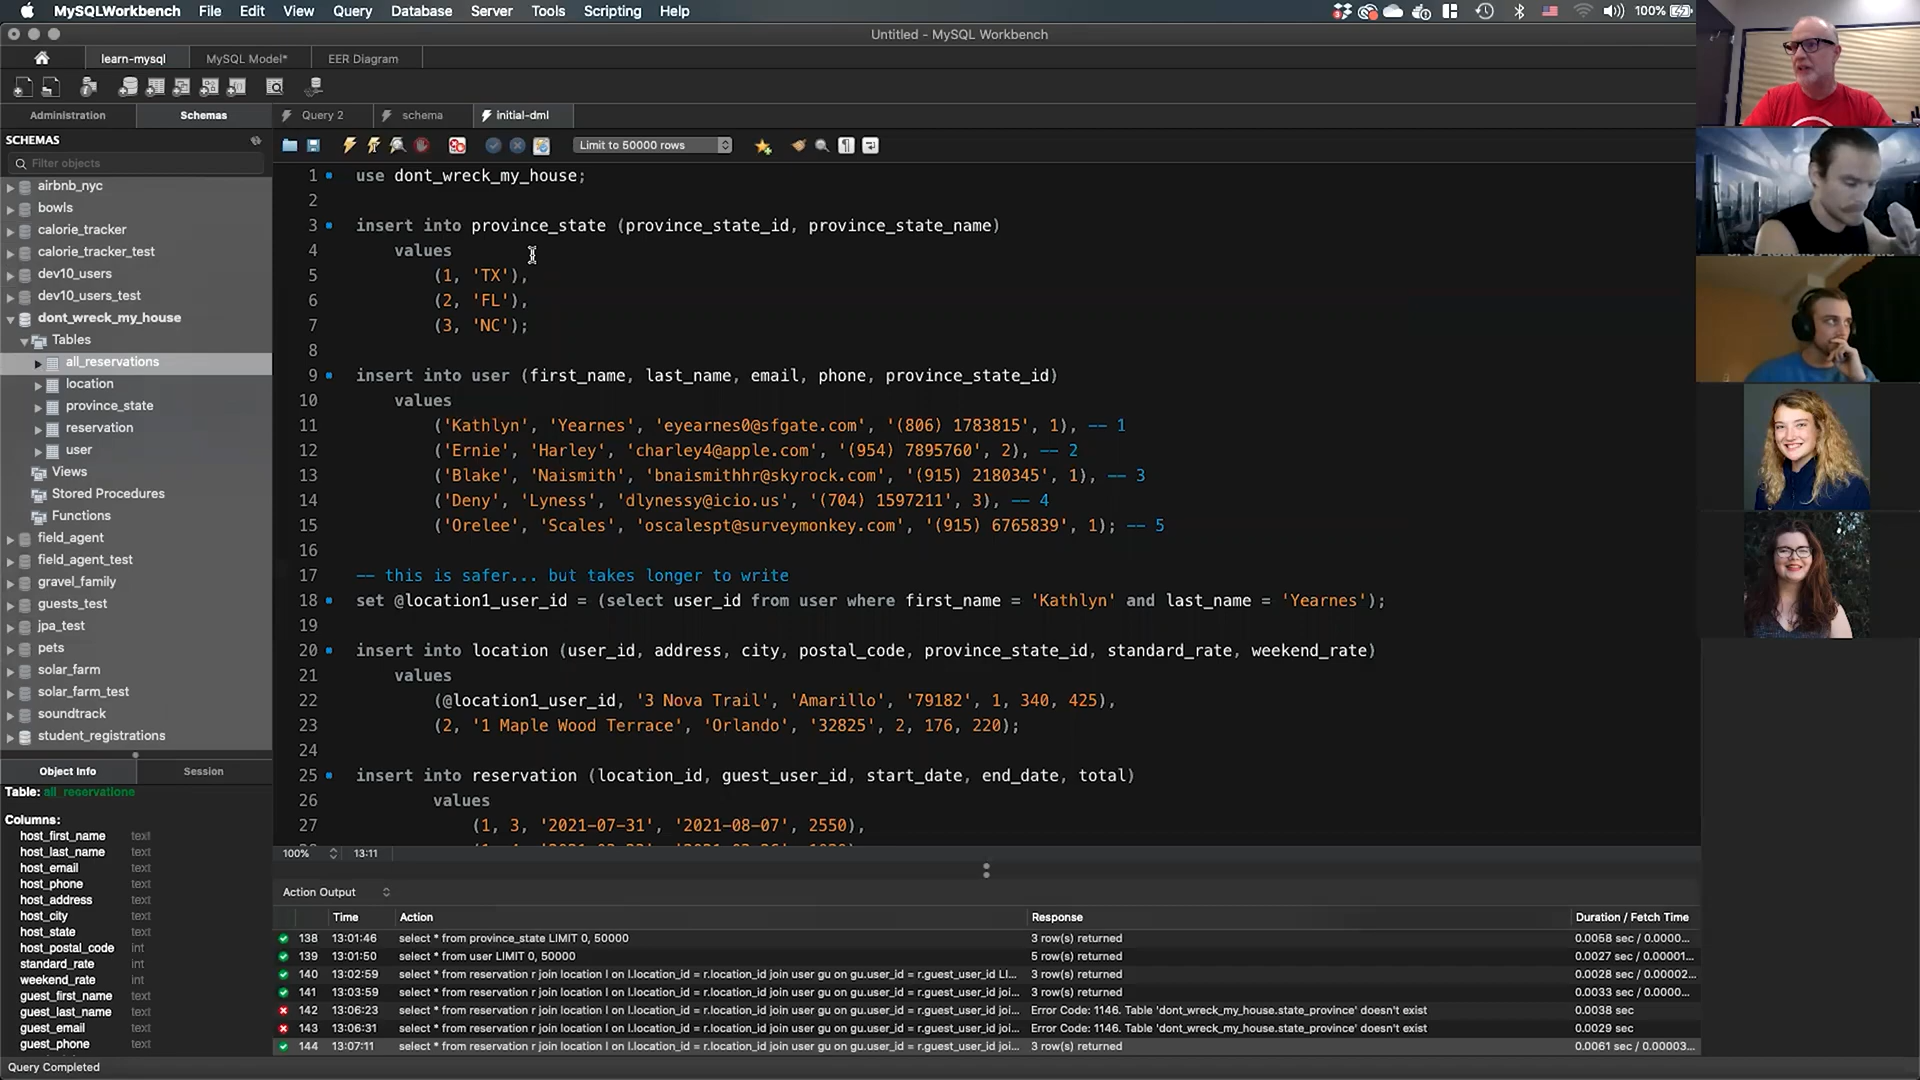 MySQLWorkbench File Edit View Query Database Server Tools Scripting Help 100%
Untitled - MySQL Workbench
learn-mysql MySQL Model* EER Diagram
Administration Schemas Query 2 schema initial-dml
SCHEMAS
Filter objects
Limit to 50000 rows
airbnb_nyc
bowls
calorie_tracker
calorie_tracker_test
dev10_users
dev10_users_test
dont_wreck_my_house
Tables
all_reservations
location
province_state
reservation
user
Views
Stored Procedures
Functions
field_agent
field_agent_test
gravel_family
guests_test
jpa_test
pets
solar_farm
solar_farm_test
soundtrack
student_registrations
1 use dont_wreck_my_house;
2
3 insert into province_state (province_state_id, province_state_name)
4 values
5 (1, 'TX'),
6 (2, 'FL'),
7 (3, 'NC');
8
9 insert into user (first_name, last_name, email, phone, province_state_id)
10 values
11 ('Kathlyn', 'Yearnes', 'eyearnes0@sfgate.com', '(806) 1783815', 1), -- 1
12 ('Ernie', 'Harley', 'charley4@apple.com', '(954) 7895760', 2), -- 2
13 ('Blake', 'Naismith', 'bnaismithhr@skyrock.com', '(915) 2180345', 1), -- 3
14 ('Deny', 'Lyness', 'dlynessy@icio.us', '(704) 1597211', 3), -- 4
15 ('Orelee', 'Scales', 'oscalespt@surveymonkey.com', '(915) 6765839', 1); -- 5
16
17 -- this is safer... but takes longer to write
18 set @location1_user_id = (select user_id from user where first_name = 'Kathlyn' and last_name = 'Yearnes');
19
20 insert into location (user_id, address, city, postal_code, province_state_id, standard_rate, weekend_rate)
21 values
22 (@location1_user_id, '3 Nova Trail', 'Amarillo', '79182', 1, 340, 425),
23 (2, '1 Maple Wood Terrace', 'Orlando', '32825', 2, 176, 220);
24
25 insert into reservation (location_id, guest_user_id, start_date, end_date, total)
26 values
27 (1, 3, '2021-07-31', '2021-08-07', 2550),
100% 13:11
Object Info Session
Table: all_reservations
Columns:
host_first_name text
host_last_name text
host_email text
host_phone text
host_address text
host_city text
host_state text
host_postal_code int
standard_rate int
weekend_rate int
guest_first_name text
guest_last_name text
guest_email text
guest_phone text
Action Output
Time Action Response Duration / Fetch Time
138 13:01:46 select * from province_state LIMIT 0, 50000 3 row(s) returned 0.0058 sec / 0.0000...
139 13:01:50 select * from user LIMIT 0, 50000 5 row(s) returned 0.0027 sec / 0.00001...
140 13:02:59 select * from reservation r join location l on l.location_id = r.location_id join user gu on gu.user_id = r.guest_user_id LI... 3 row(s) returned 0.0028 sec / 0.00002...
141 13:03:59 select * from reservation r join location l on l.location_id = r.location_id join user gu on gu.user_id = r.guest_user_id joi... 3 row(s) returned 0.0033 sec / 0.0000...
142 13:06:23 select * from reservation r join location l on l.location_id = r.location_id join user gu on gu.user_id = r.guest_user_id joi... Error Code: 1146. Table 'dont_wreck_my_house.state_province' doesn't exist 0.0038 sec
143 13:06:31 select * from reservation r join location l on l.location_id = r.location_id join user gu on gu.user_id = r.guest_user_id joi... Error Code: 1146. Table 'dont_wreck_my_house.state_province' doesn't exist 0.0029 sec
144 13:07:11 select * from reservation r join location l on l.location_id = r.location_id join user gu on gu.user_id = r.guest_user_id joi... 3 row(s) returned 0.0061 sec / 0.00003...
Query Completed